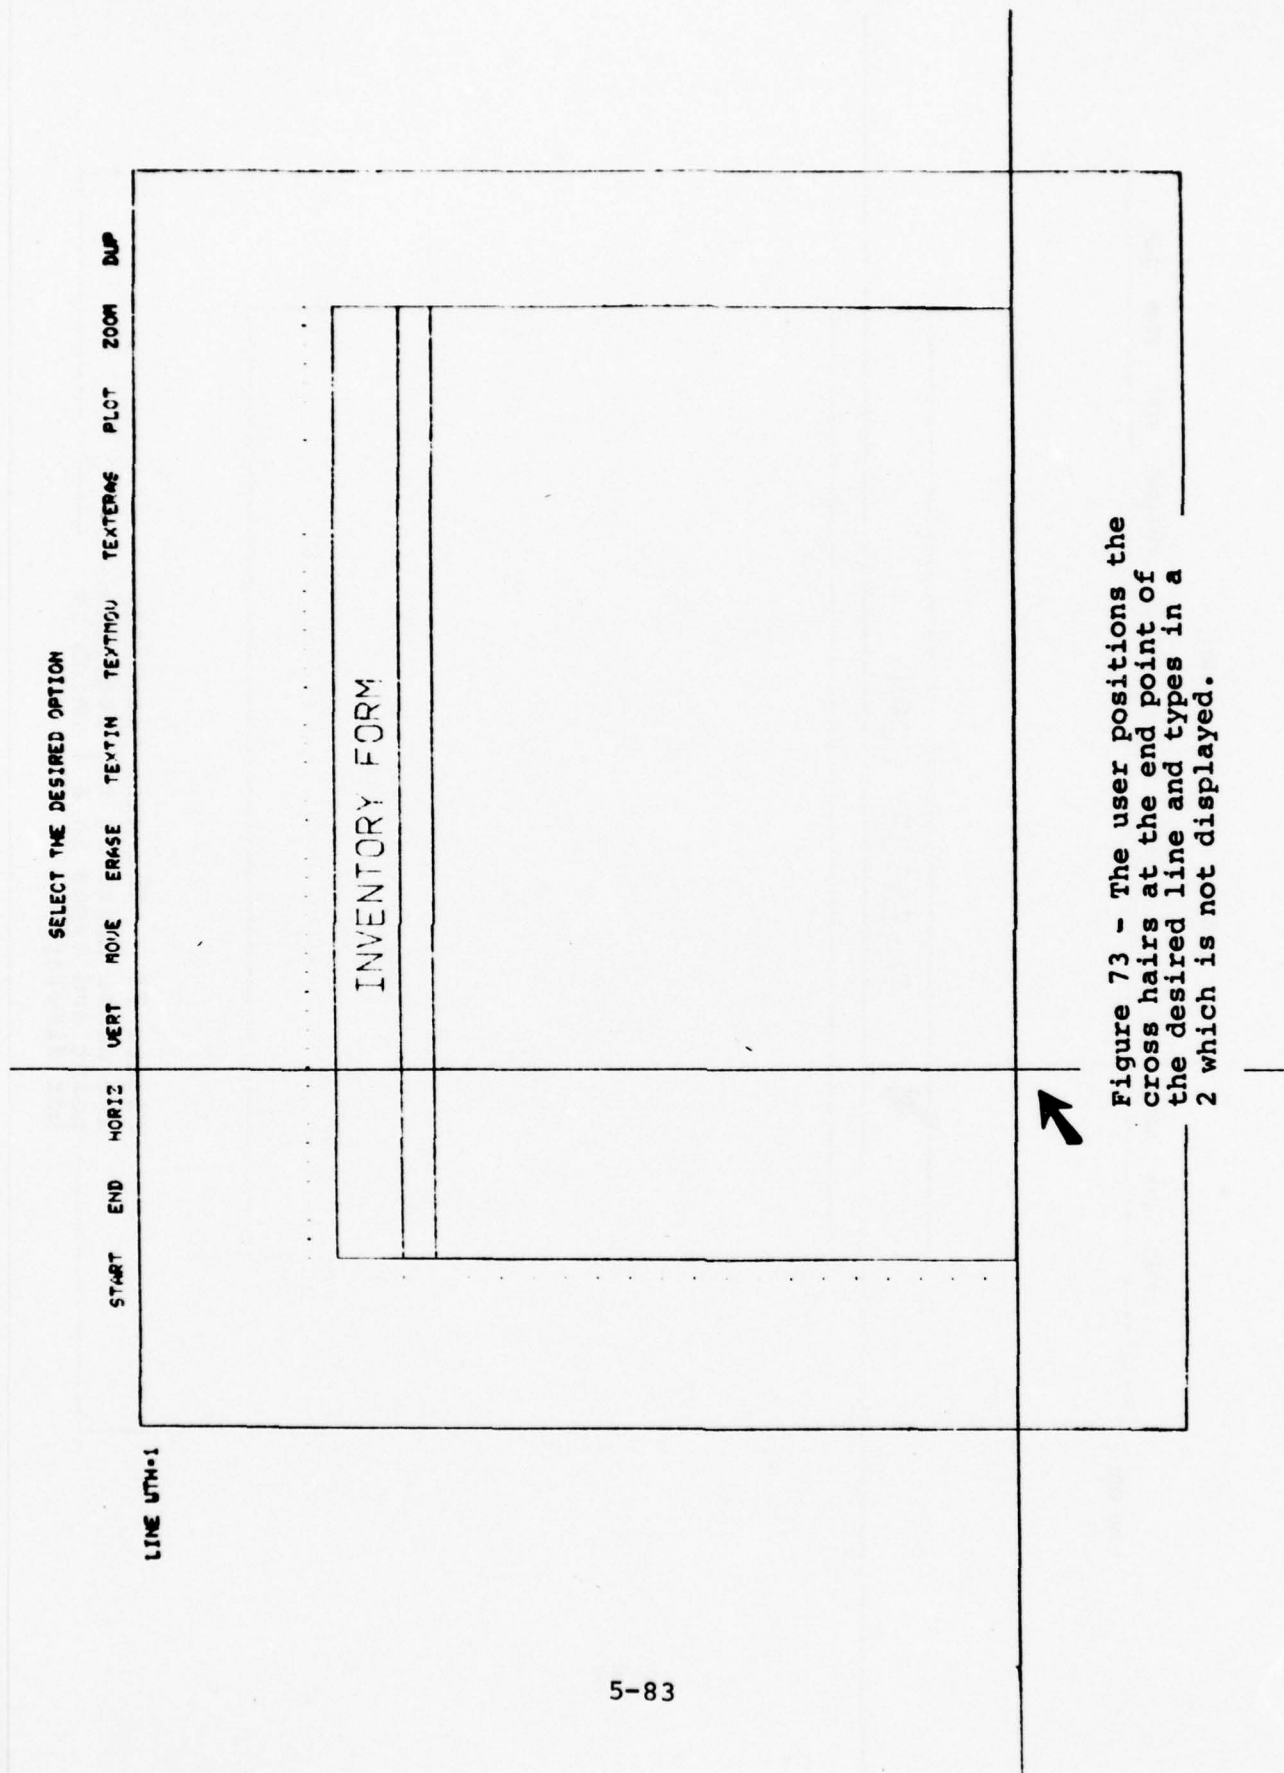 SELECT THE DESIRED OPTION
START END HORIZ VERT MOVE ERASE TEXTIN TEXTMOV TEXTERAS PLOT ZOOM DUP
LINE WTH=1
INVENTORY FORM
Figure 73 - The user positions the
cross hairs at the end point of
the desired line and types in a
2 which is not displayed.
5-83